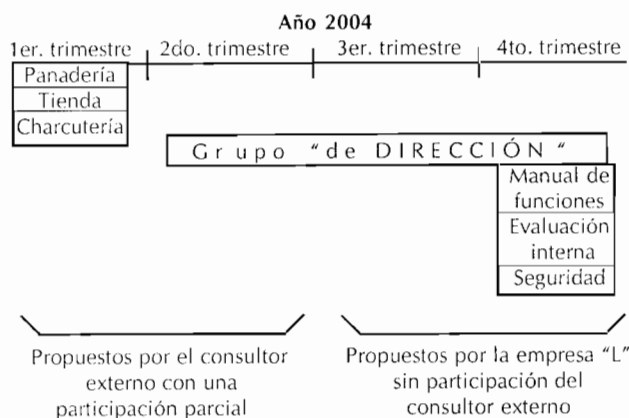 Año 2004
1er. trimestre 2do. trimestre 3er. trimestre 4to. trimestre
Panadería
Tienda
Charcutería
Grupo "de DIRECCIÓN"
Manual de
funciones
Evaluación
interna
Seguridad
Propuestos por el consultor
externo con una
participación parcial
Propuestos por la empresa "L"
sin participación del
consultor externo